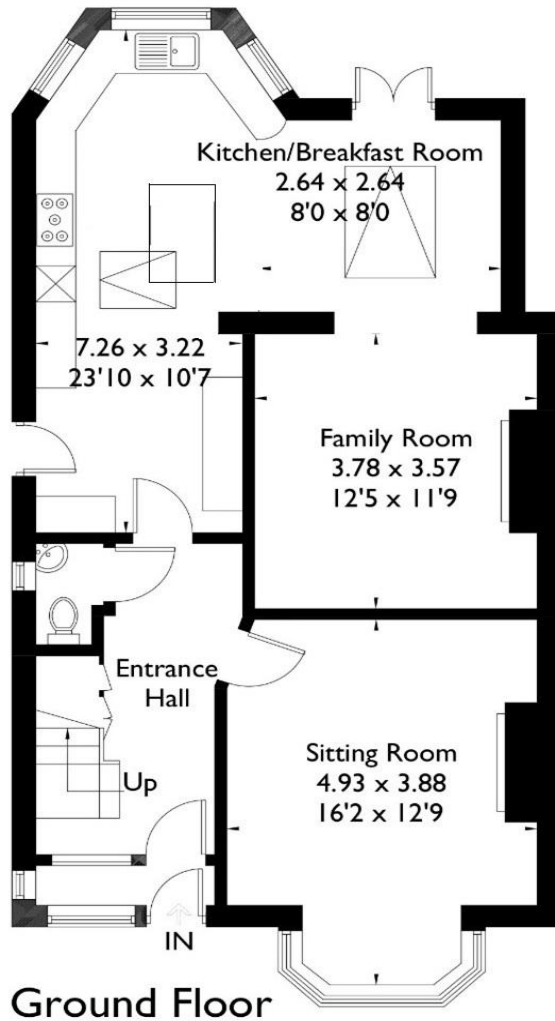 Kitchen/Breakfast Room
2.64 x 2.64
8'0 x 8'0
7.26 x 3.22
23'10 x 10'7
Family Room
3.78 x 3.57
12'5 x 11'9
Entrance
Hall
Sitting Room
4.93 x 3.88
16'2 x 12'9
Up
IN
Ground Floor